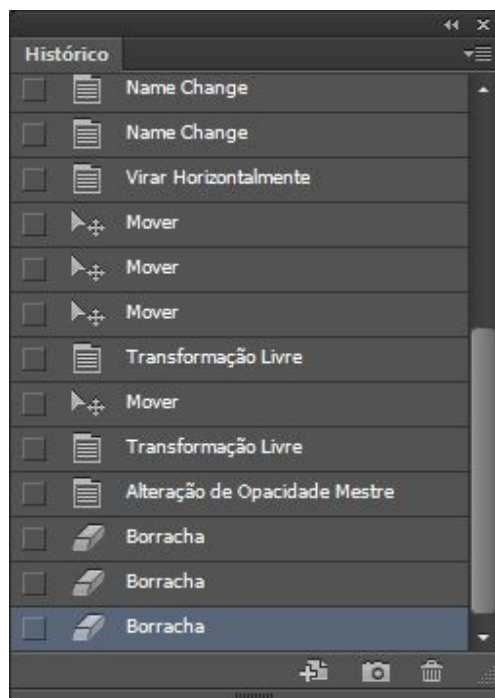 Histórico
Name Change
Name Change
Virar Horizontalmente
Mover
Mover
Mover
Transformação Livre
Mover
Transformação Livre
Alteração de Opacidade Mestre
Borracha
Borracha
Borracha